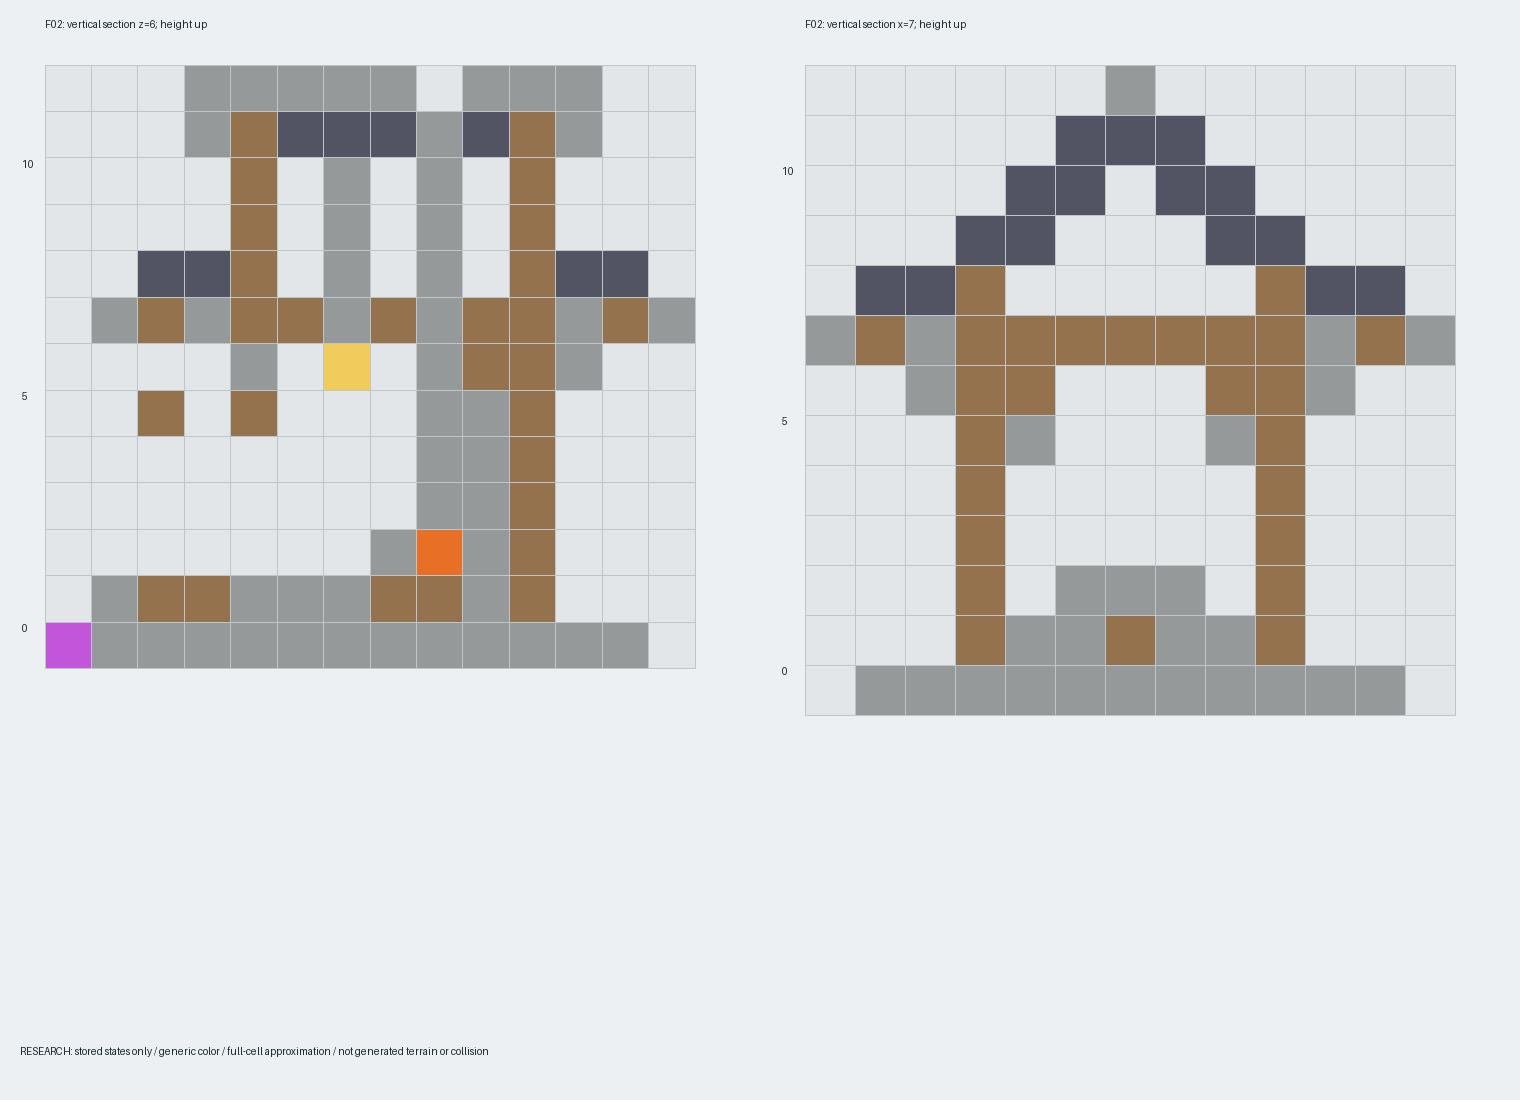 F02: vertical section z=6; height up
F02: vertical section x=7; height up
10
10
5
5
0
0
RESEARCH: stored states only / generic color / full-cell approximation / not generated terrain or collision